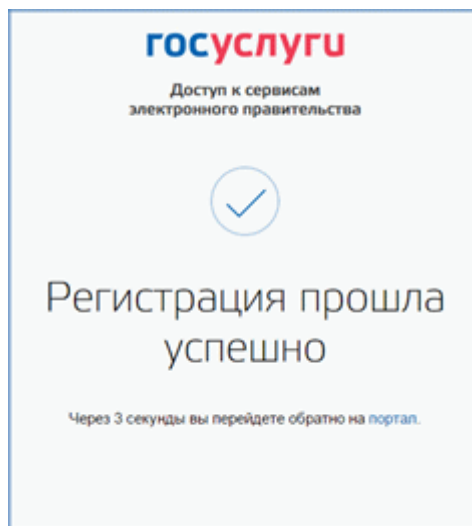 госуслуги
Доступ к сервисам
электронного правительства
Регистрация прошла
успешно
Через 3 секунды вы перейдете обратно на портал.